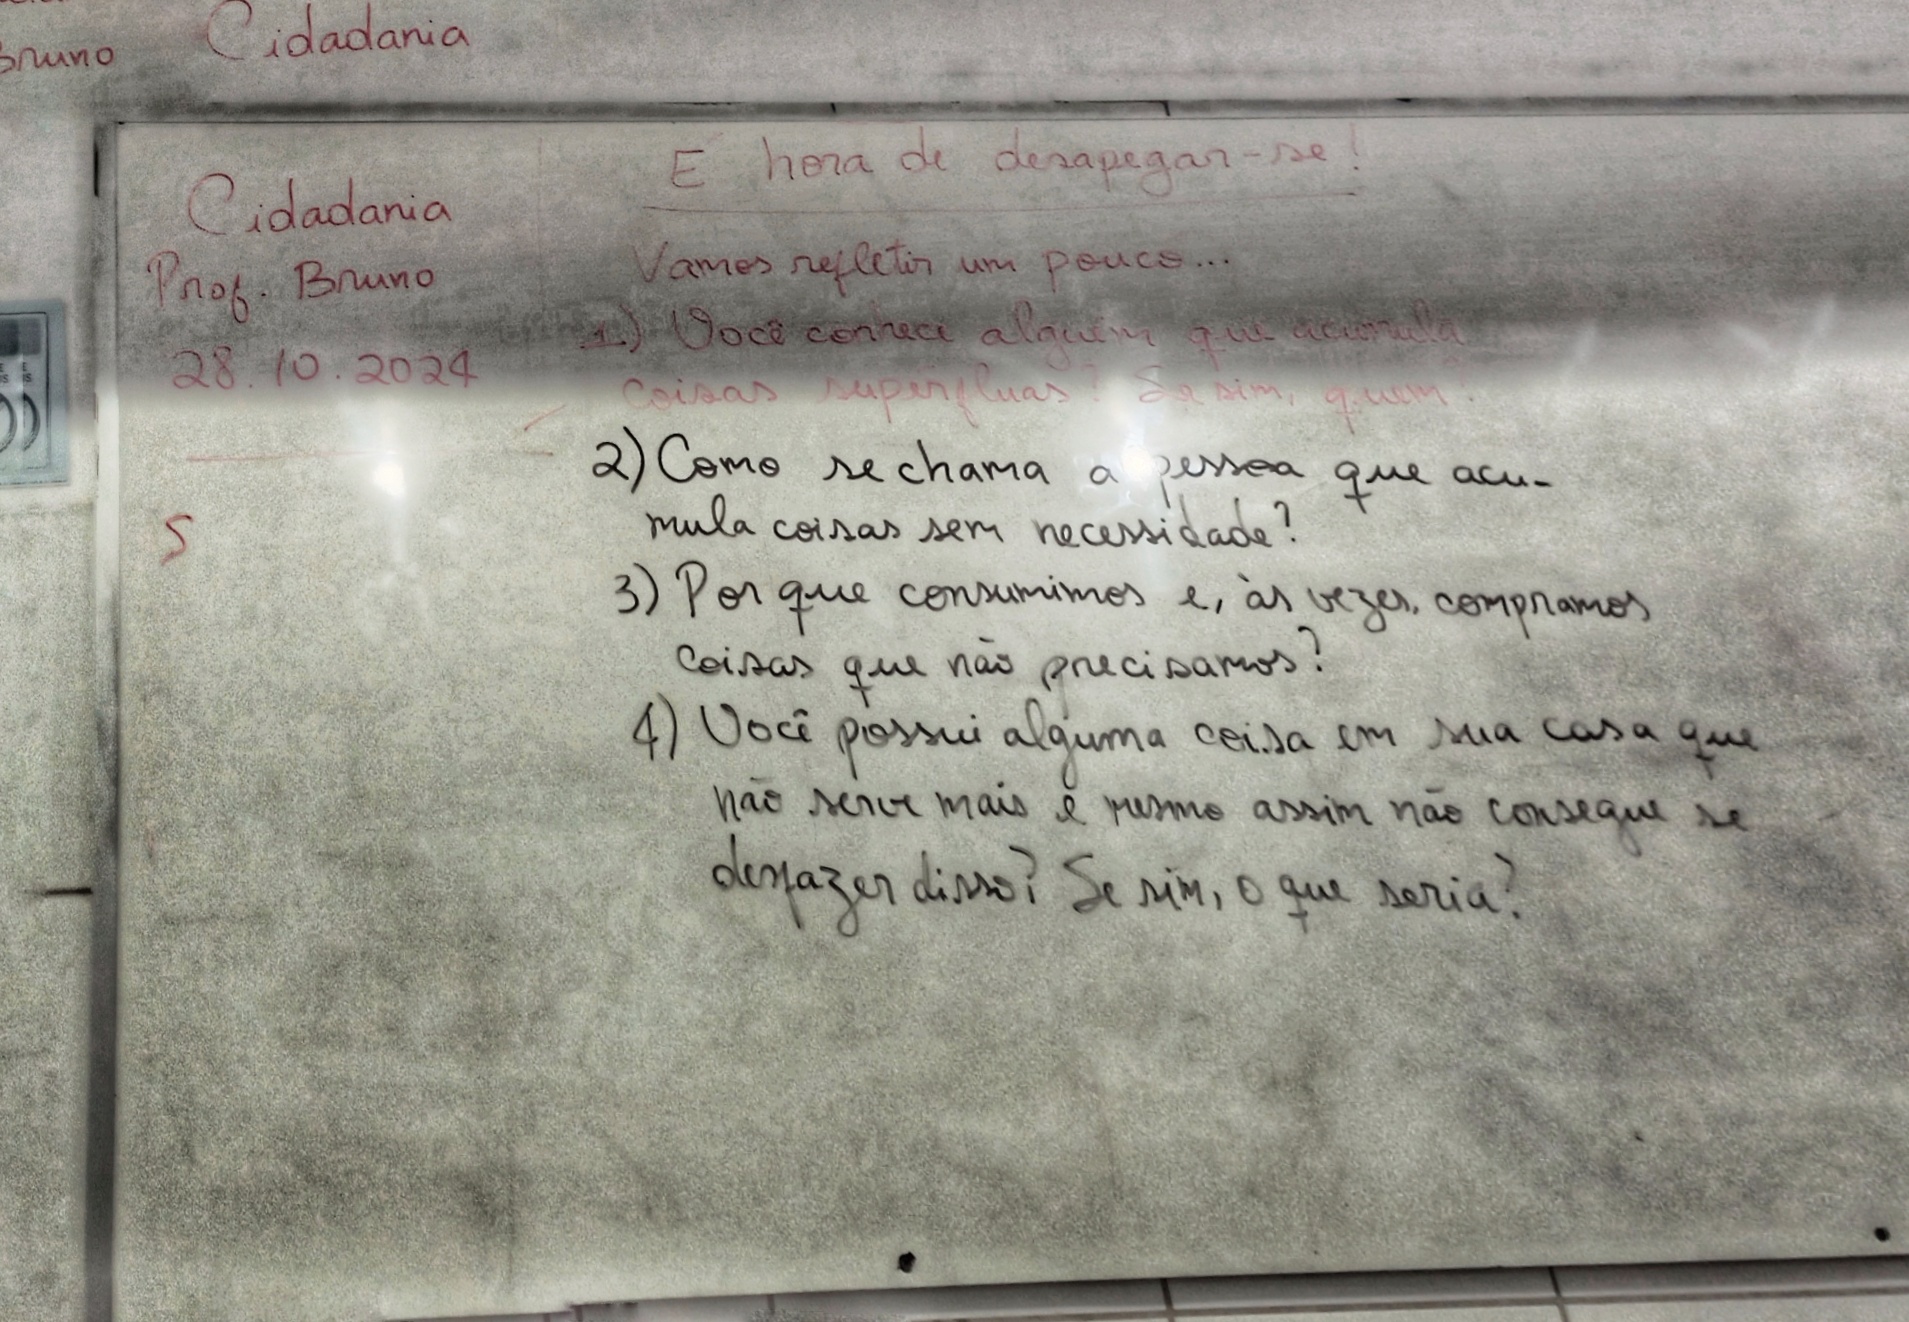 Bruno
Cidadania
Cidadania
Prof. Bruno
28.10.2024
S
E hora de desapegar-se!
Vamos refletir um pouco...
1.) Você conhece alguém que acumula
coisas supérfluas? Se sim, quem?
2) Como se chama a pessoa que acu-
mula coisas sem necessidade?
3) Por que consumimos e, às vezes, compramos
coisas que não precisamos?
4) Você possui alguma coisa em sua casa que
não serve mais e mesmo assim não consegue se
desfazer disso? Se sim, o que seria?